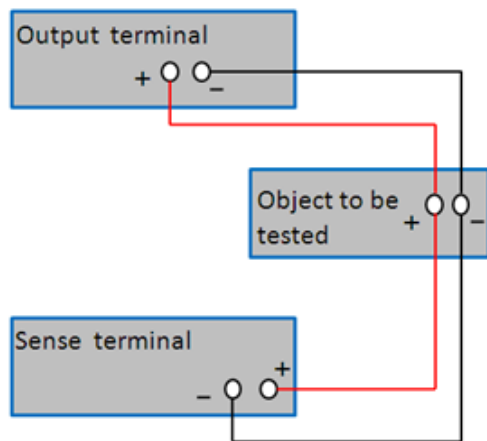 Output terminal
+ −
Object to be
tested
+ −
Sense terminal
− +